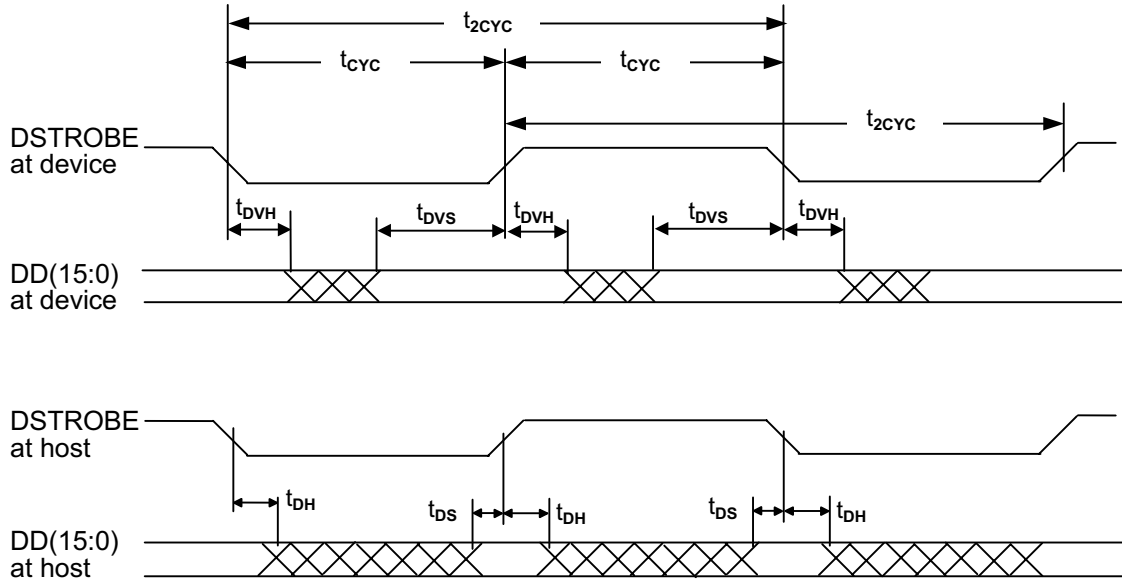 t2CYC
tCYC tCYC
t2CYC
DSTROBE
at device
tDVH tDVS tDVH tDVS tDVH
DD(15:0)
at device
DSTROBE
at host
tDH tDS tDH tDS tDH
DD(15:0)
at host